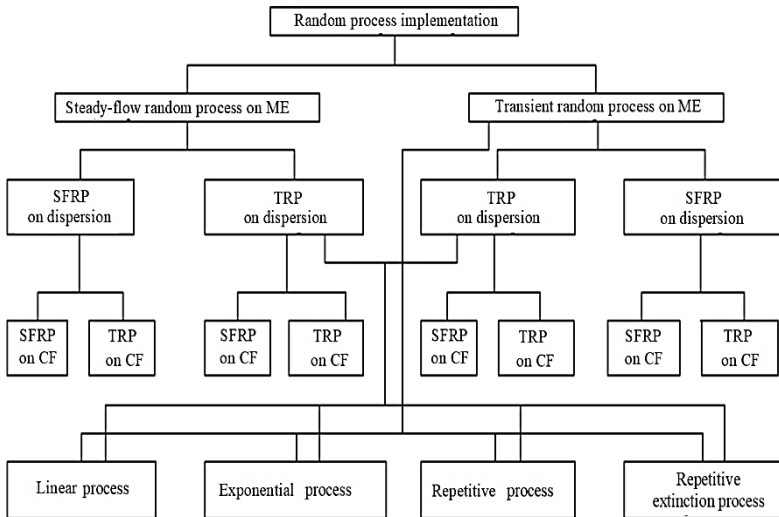 Random process implementation
Steady-flow random process on ME
Transient random process on ME
SFRP
on dispersion
TRP
on dispersion
TRP
on dispersion
SFRP
on dispersion
SFRP
on CF
TRP
on CF
SFRP
on CF
TRP
on CF
SFRP
on CF
TRP
on CF
SFRP
on CF
TRP
on CF
Linear process
Exponential process
Repetitive process
Repetitive
extinction process